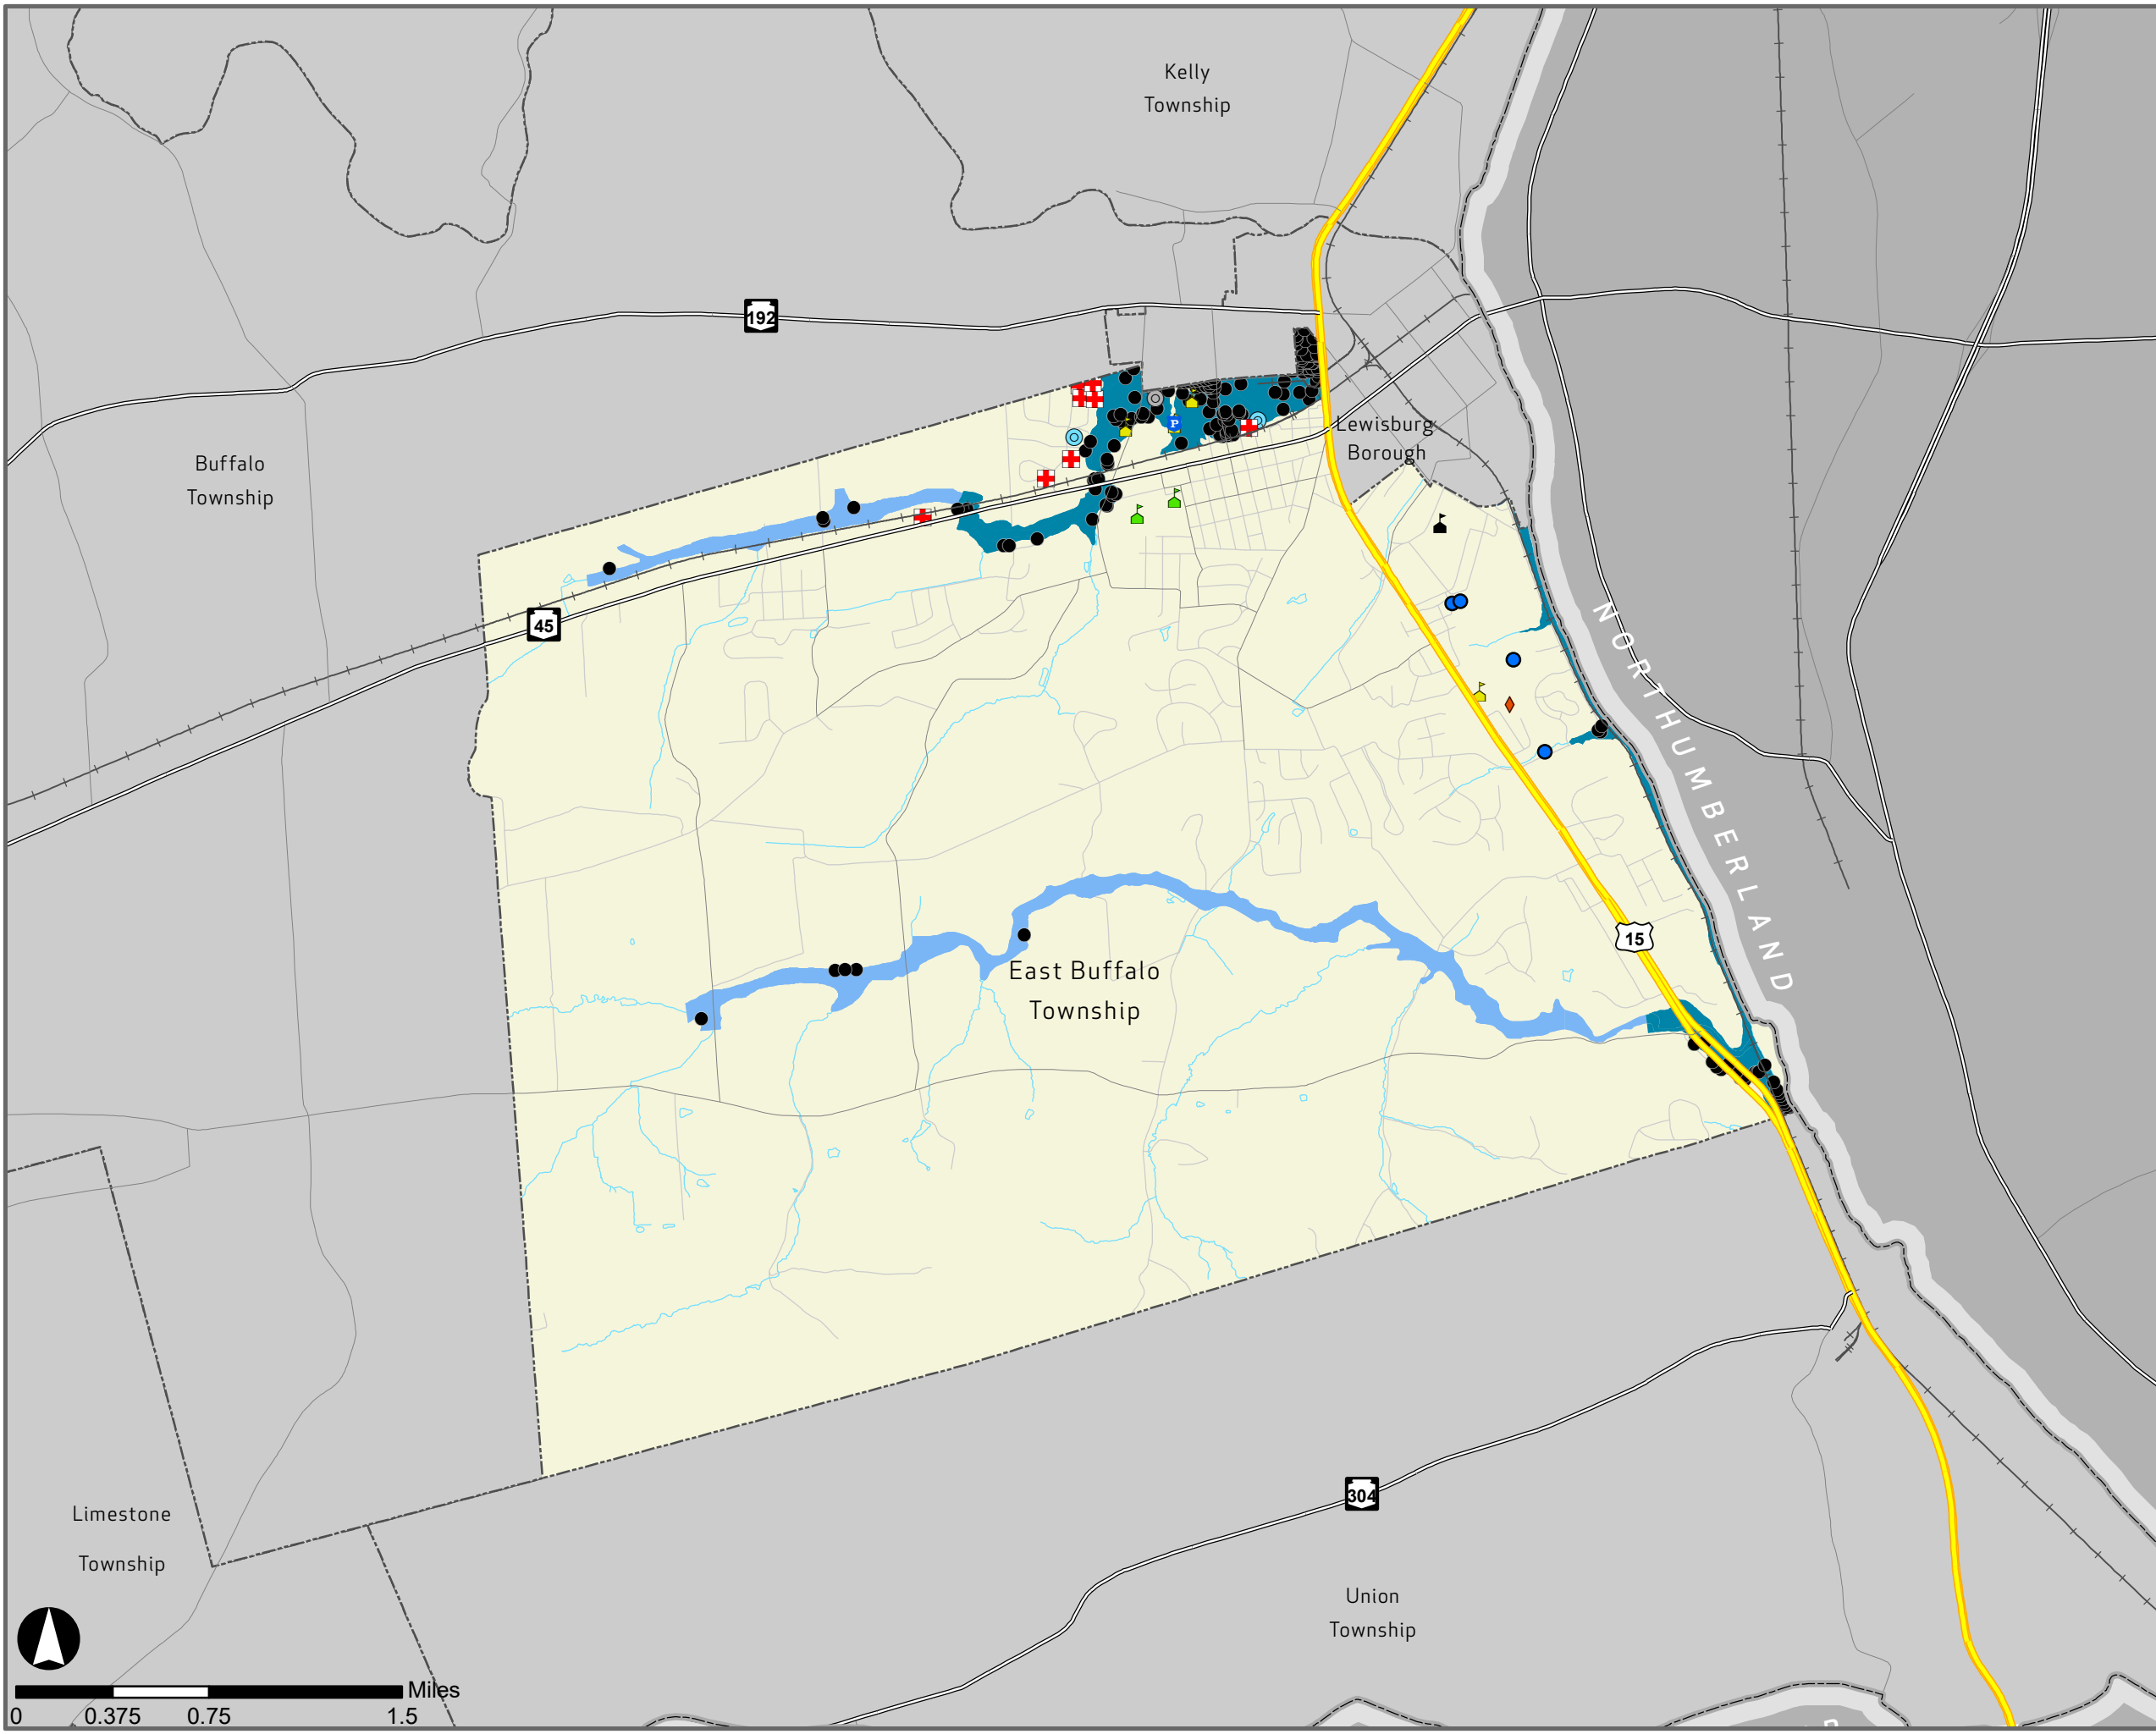 Kelly
Township
192
Lewisburg
Borough
Buffalo
Township
P
45
NORTHUMBERLAND
15
East Buffalo
Township
304
Limestone
Township
Union
Township
Miles
0 0.375 0.75 1.5